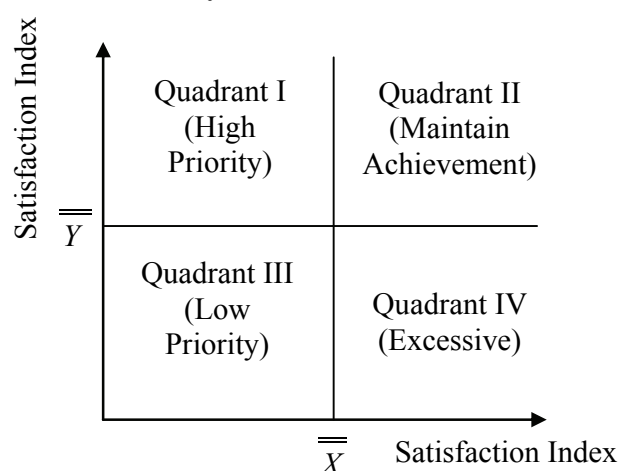 Satisfaction Index
Quadrant I
(High
Priority)
Quadrant II
(Maintain
Achievement)
Y
Quadrant III
(Low
Priority)
Quadrant IV
(Excessive)
X
Satisfaction Index